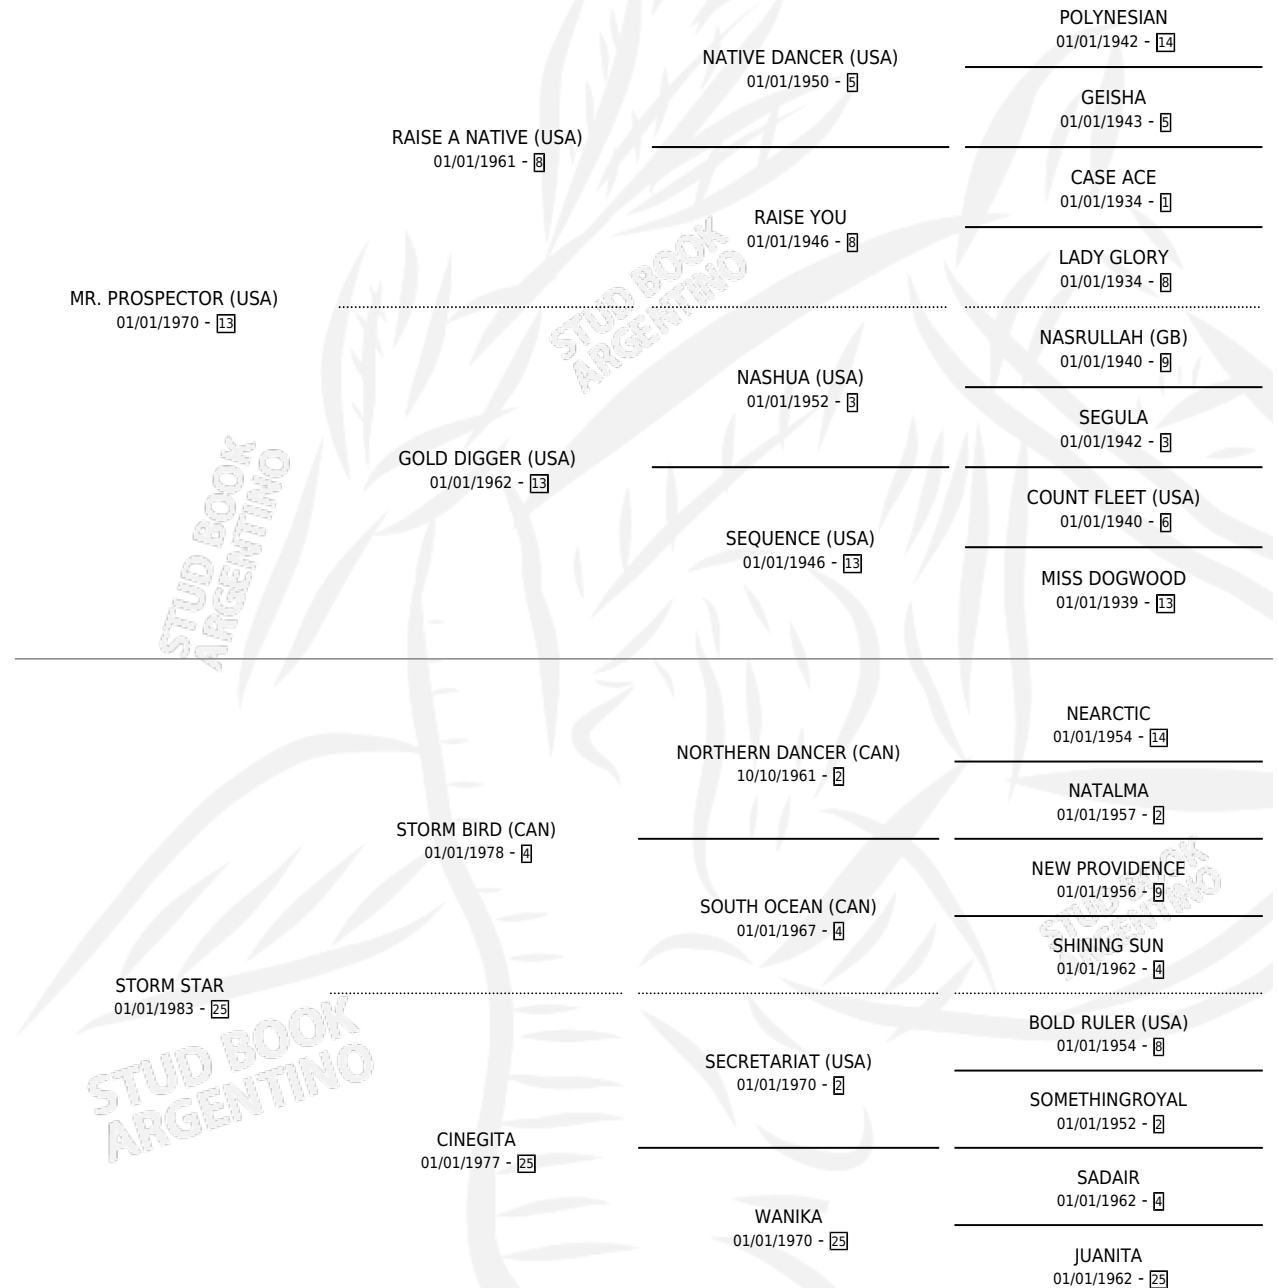 POLYNESIAN
01/01/1942 - 14
NATIVE DANCER (USA)
01/01/1950 - 5
GEISHA
01/01/1943 - 5
RAISE A NATIVE (USA)
01/01/1961 - 8
CASE ACE
01/01/1934 - 1
RAISE YOU
01/01/1946 - 8
LADY GLORY
01/01/1934 - 8
MR. PROSPECTOR (USA)
01/01/1970 - 13
STUD BOOK
ARGENTINO
NASRULLAH (GB)
01/01/1940 - 9
NASHUA (USA)
01/01/1952 - 3
SEGULA
01/01/1942 - 3
GOLD DIGGER (USA)
01/01/1962 - 13
COUNT FLEET (USA)
01/01/1940 - 6
SEQUENCE (USA)
01/01/1946 - 13
MISS DOGWOOD
01/01/1939 - 13
STUD BOOK
ARGENTINO
NEARCTIC
01/01/1954 - 14
NORTHERN DANCER (CAN)
10/10/1961 - 2
NATALMA
01/01/1957 - 2
STORM BIRD (CAN)
01/01/1978 - 4
NEW PROVIDENCE
01/01/1956 - 9
SOUTH OCEAN (CAN)
01/01/1967 - 4
STUD BOOK
ARGENTINO
SHINING SUN
01/01/1962 - 4
STORM STAR
01/01/1983 - 25
BOLD RULER (USA)
01/01/1954 - 8
SECRETARIAT (USA)
01/01/1970 - 2
SOMETHINGROYAL
01/01/1952 - 2
STUD BOOK
ARGENTINO
CINEGITA
01/01/1977 - 25
SADAIR
01/01/1962 - 4
WANIKA
01/01/1970 - 25
JUANITA
01/01/1962 - 25